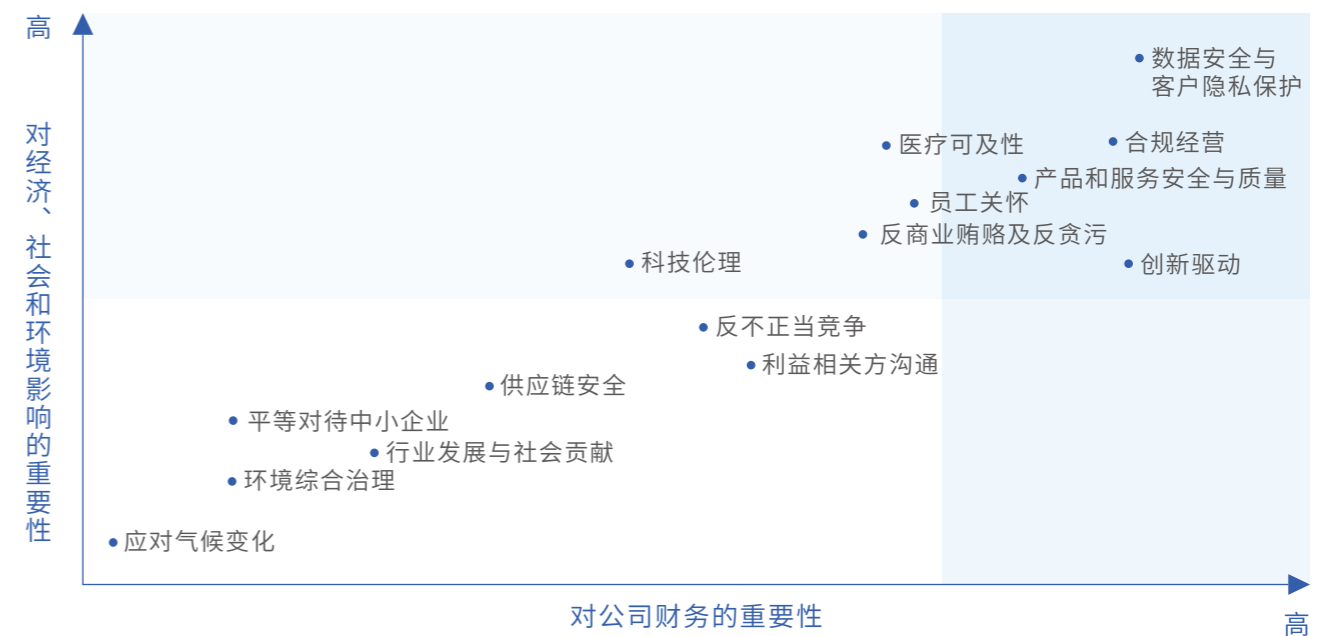 高
对经济、社会和环境影响的重要性
数据安全与
客户隐私保护
医疗可及性
合规经营
产品和服务安全与质量
员工关怀
反商业贿赂及反贪污
科技伦理
创新驱动
反不正当竞争
利益相关方沟通
供应链安全
平等对待中小企业
行业发展与社会贡献
环境综合治理
应对气候变化
对公司财务的重要性
高